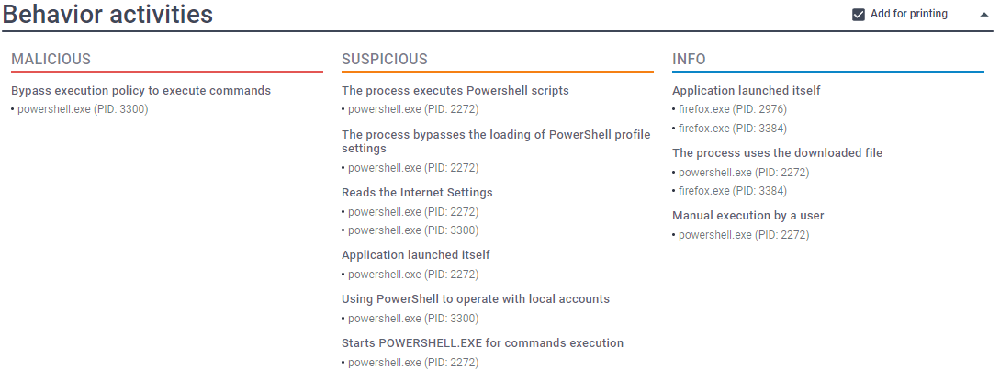 Behavior activities
Add for printing
MALICIOUS
Bypass execution policy to execute commands
• powershell.exe (PID: 3300)
SUSPICIOUS
The process executes Powershell scripts
• powershell.exe (PID: 2272)
The process bypasses the loading of PowerShell profile
settings
• powershell.exe (PID: 2272)
Reads the Internet Settings
• powershell.exe (PID: 2272)
• powershell.exe (PID: 3300)
Application launched itself
• powershell.exe (PID: 2272)
Using PowerShell to operate with local accounts
• powershell.exe (PID: 3300)
Starts POWERSHELL.EXE for commands execution
• powershell.exe (PID: 2272)
INFO
Application launched itself
• firefox.exe (PID: 2976)
• firefox.exe (PID: 3384)
The process uses the downloaded file
• powershell.exe (PID: 2272)
• firefox.exe (PID: 3384)
Manual execution by a user
• powershell.exe (PID: 2272)